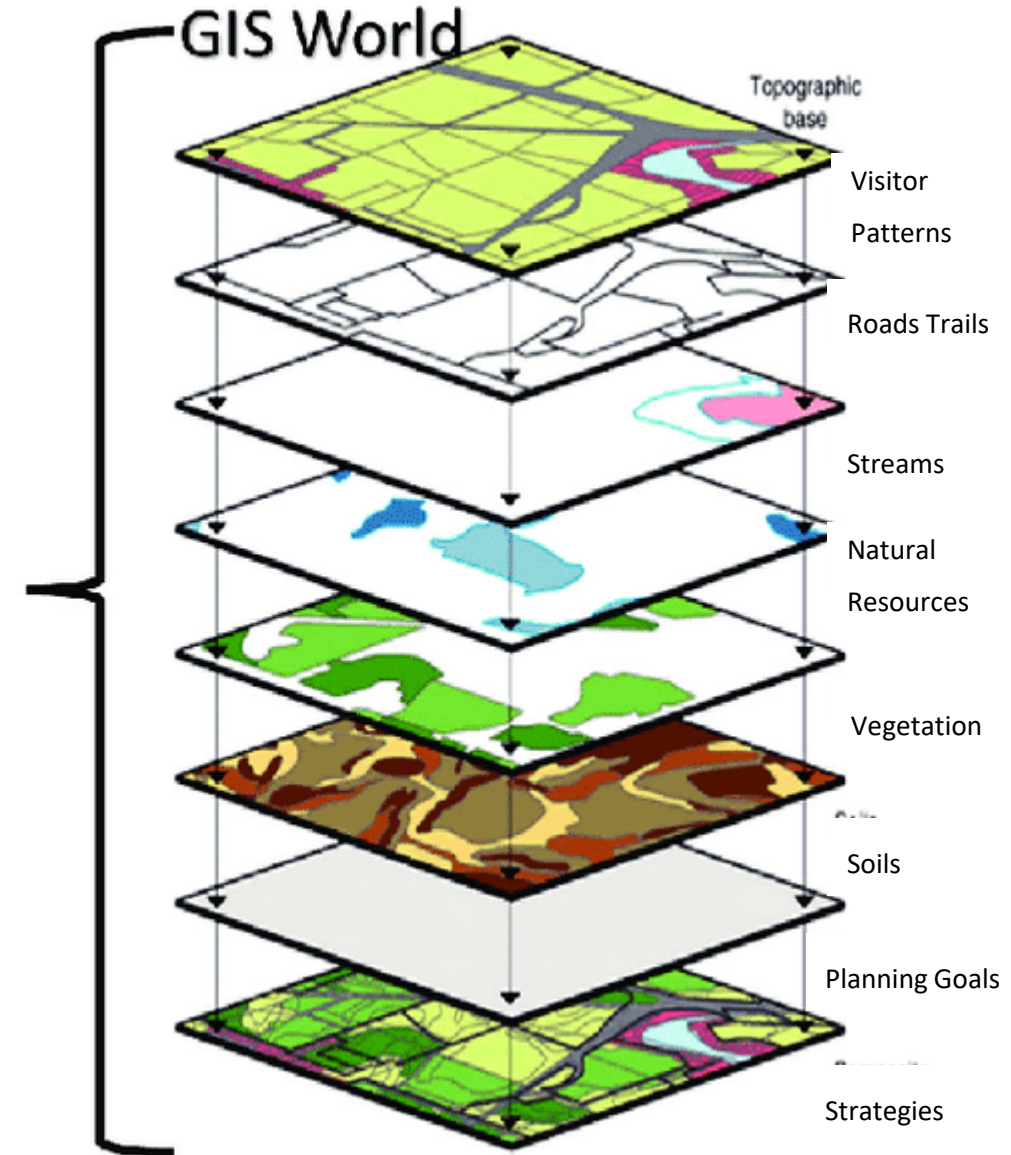 GIS World
Topographic
base
Visitor
Patterns
Roads Trails
Streams
Natural
Resources
Vegetation
Soils
Planning Goals
Strategies